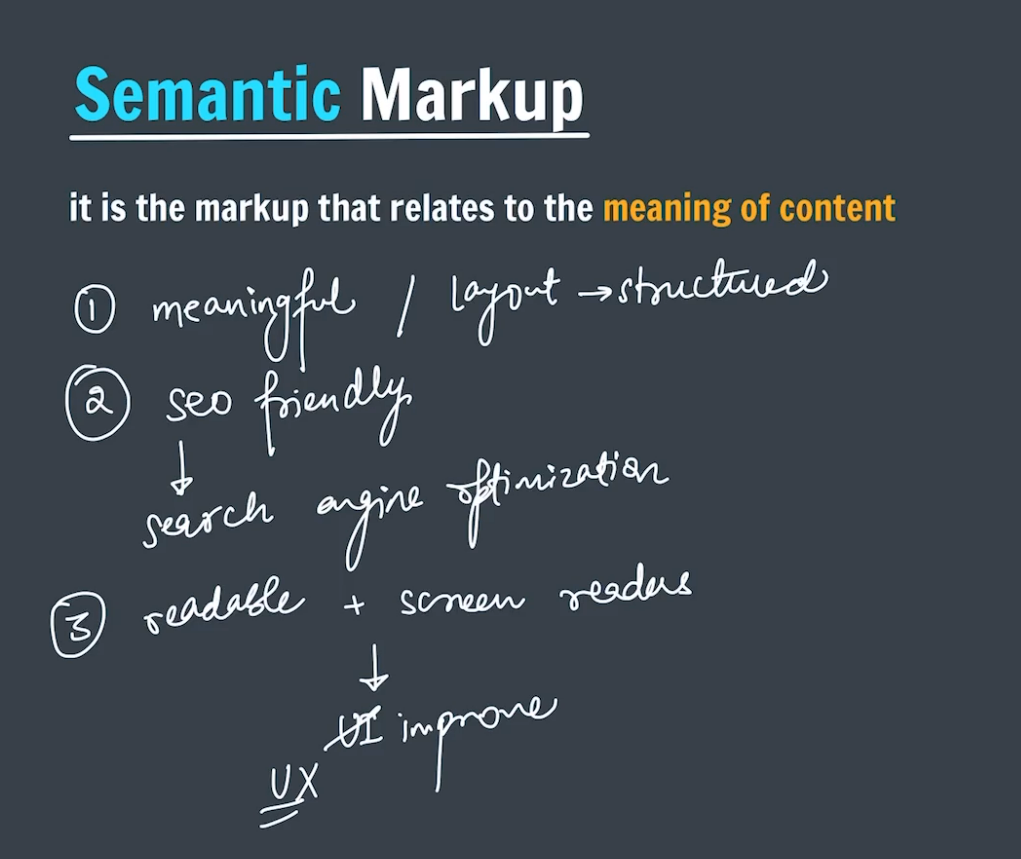 Semantic Markup
it is the markup that relates to the meaning of content
① meaningful / layout → structured
② seo friendly
↓
search engine optimization
③ readable + screen readers
↓
UI improve
UX